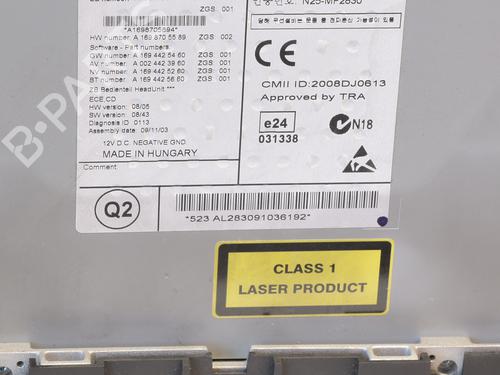 ZGS 001
*A1698705594*
HW number: A 169 870 55 89 ZGS 002
Software - Part numbers:
GW number: A 169 442 54 60 ZGS 001
AV number: A 002 442 39 60 ZGS 001
NV number: A 169 442 52 60 ZGS 001
BT number: A 169 442 56 60 ZGS 001
ZB Bedienteil HeadUnit ***
ECE,CD
HW version: 08/05
SW version: 08/43
Diagnosis ID: 0113
Assembly date: 09/11/03
12V D.C. NEGATIVE GND
MADE IN HUNGARY
Comment:
N25-MF2830
CE
CMII ID:2008DJ0613
Approved by TRA
e24
031338
N18
Q2
*523 AL283091036192*
CLASS 1
LASER PRODUCT
B-PA